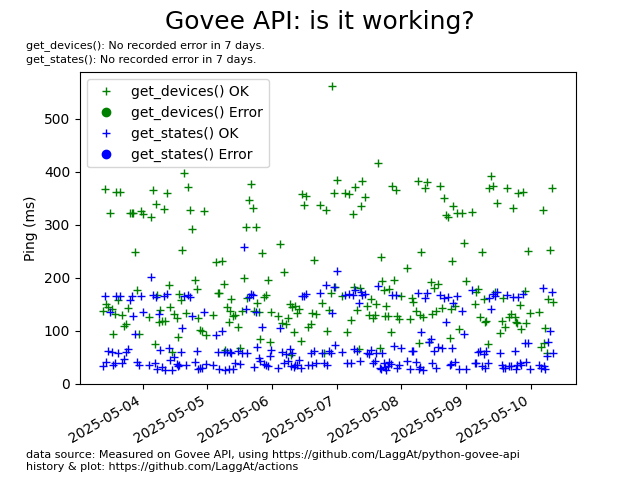 Govee API: is it working?
get_devices(): No recorded error in 7 days.
get_states(): No recorded error in 7 days.
get_devices() OK
get_devices() Error
get_states() OK
get_states() Error
Ping (ms)
500
400
300
200
100
0
2025-05-04
2025-05-05
2025-05-06
2025-05-07
2025-05-08
2025-05-09
2025-05-10
data source: Measured on Govee API, using https://github.com/LaggAt/python-govee-api
history & plot: https://github.com/LaggAt/actions